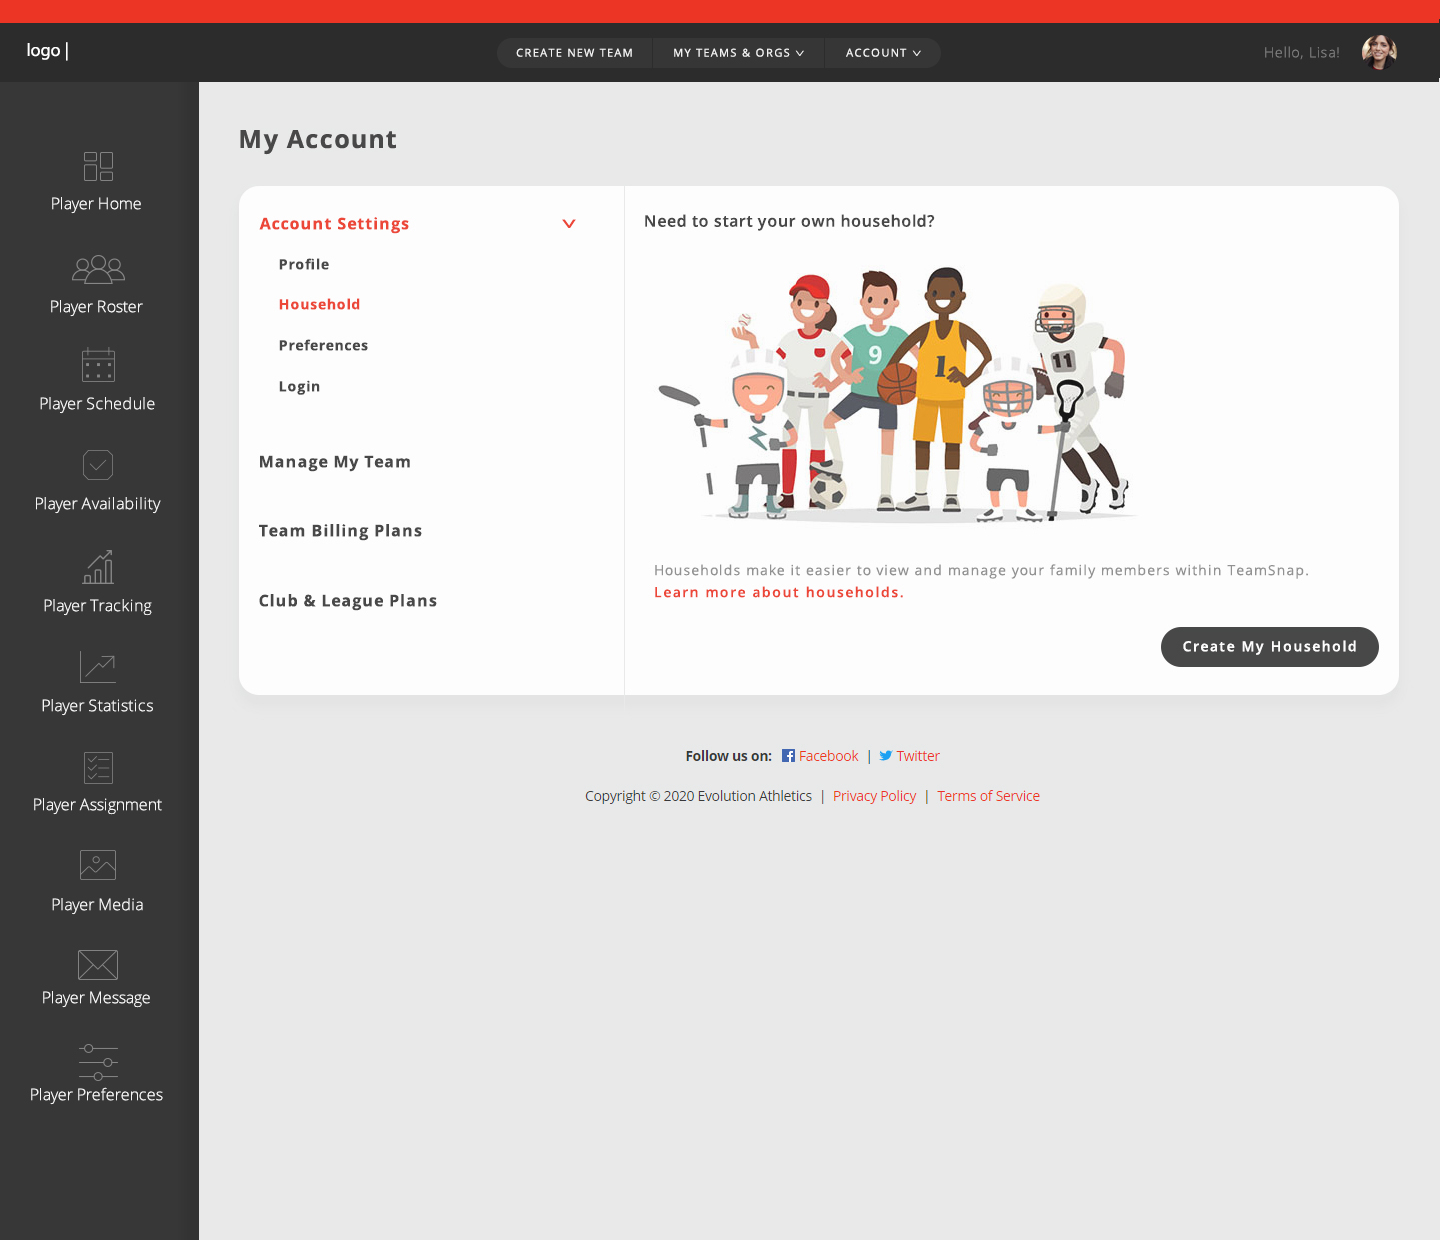 logo |
CREATE NEW TEAM
MY TEAMS & ORGS
ACCOUNT
Hello, Lisa!
Player Home
Player Roster
Player Schedule
Player Availability
Player Tracking
Player Statistics
Player Assignment
Player Media
Player Message
Player Preferences
My Account
Account Settings
Profile
Household
Preferences
Login
Manage My Team
Team Billing Plans
Club & League Plans
Need to start your own household?
9
1
11
Households make it easier to view and manage your family members within TeamSnap.
Learn more about households.
Create My Household
Follow us on: Facebook | Twitter
Copyright © 2020 Evolution Athletics | Privacy Policy | Terms of Service